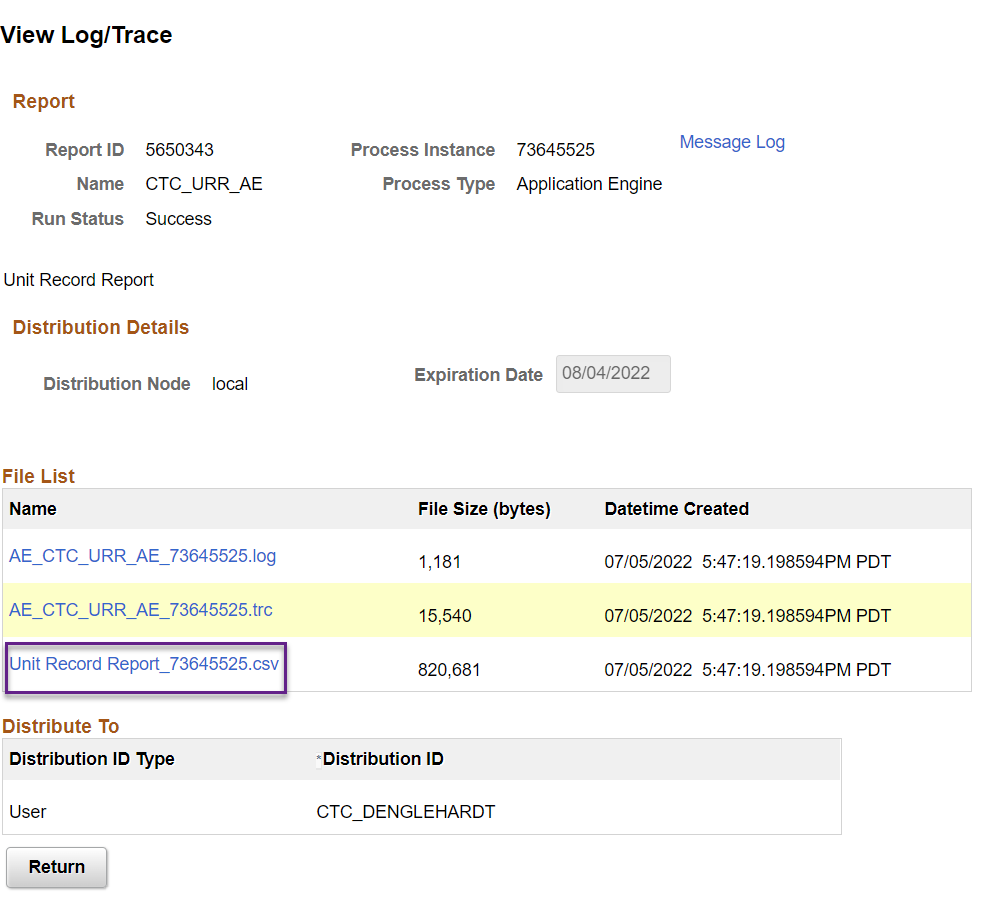 View Log/Trace
Report
Report ID 5650343 Process Instance 73645525 Message Log
Name CTC_URR_AE Process Type Application Engine
Run Status Success
Unit Record Report
Distribution Details
Distribution Node local Expiration Date 08/04/2022
File List
Name File Size (bytes) Datetime Created
AE_CTC_URR_AE_73645525.log 1,181 07/05/2022 5:47:19.198594PM PDT
AE_CTC_URR_AE_73645525.trc 15,540 07/05/2022 5:47:19.198594PM PDT
Unit Record Report_73645525.csv 820,681 07/05/2022 5:47:19.198594PM PDT
Distribute To
Distribution ID Type *Distribution ID
User CTC_DENGLEHARDT
Return